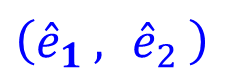 (ê₁ , ê₂ )